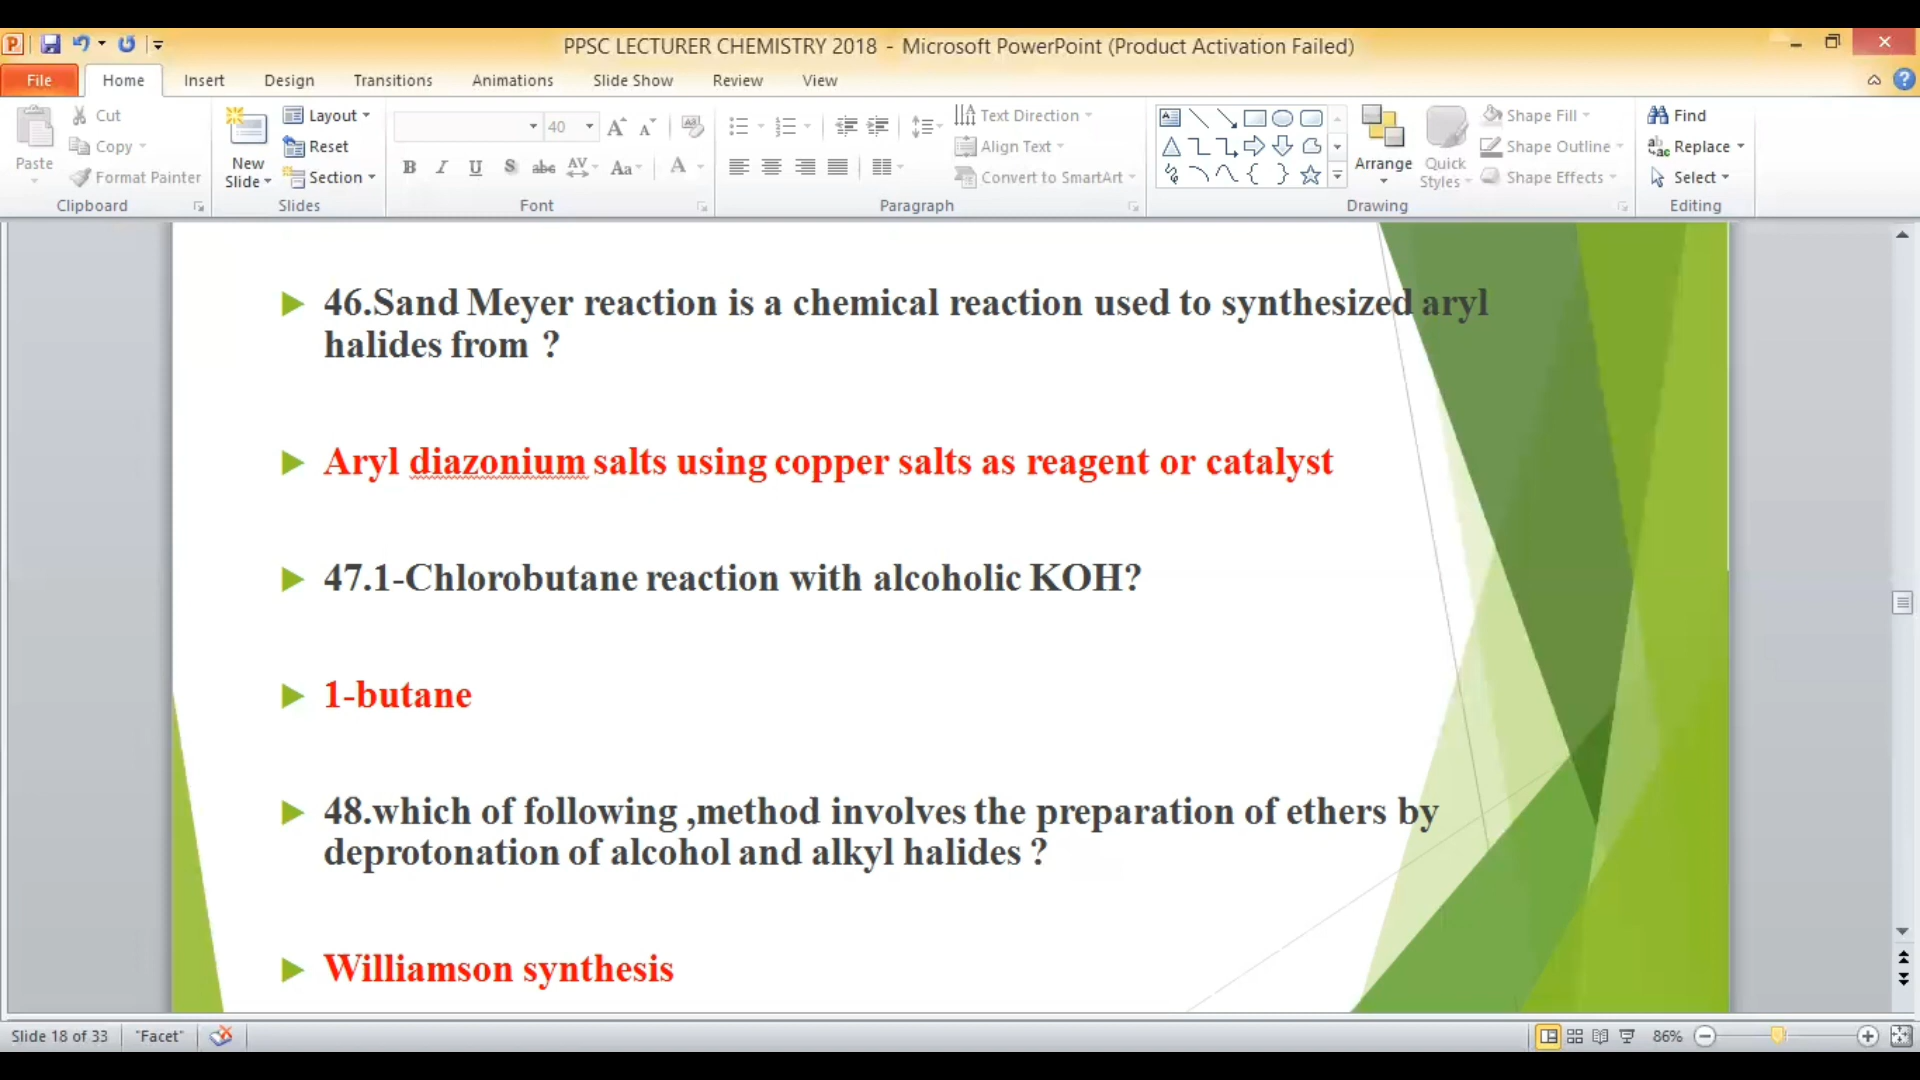 PPSC LECTURER CHEMISTRY 2018 - Microsoft PowerPoint (Product Activation Failed)
File Home Insert Design Transitions Animations Slide Show Review View
Paste
Cut
Copy
Format Painter
Clipboard
New
Slide
Layout
Reset
Section
Slides
40
Font
Text Direction
Align Text
Convert to SmartArt
Paragraph
Arrange
Quick
Styles
Shape Fill
Shape Outline
Shape Effects
Drawing
Find
Replace
Select
Editing
46.Sand Meyer reaction is a chemical reaction used to synthesized aryl
halides from ?
Aryl diazonium salts using copper salts as reagent or catalyst
47.1-Chlorobutane reaction with alcoholic KOH?
1-butane
48.which of following ,method involves the preparation of ethers by
deprotonation of alcohol and alkyl halides ?
Williamson synthesis
Slide 18 of 33 "Facet" 86%